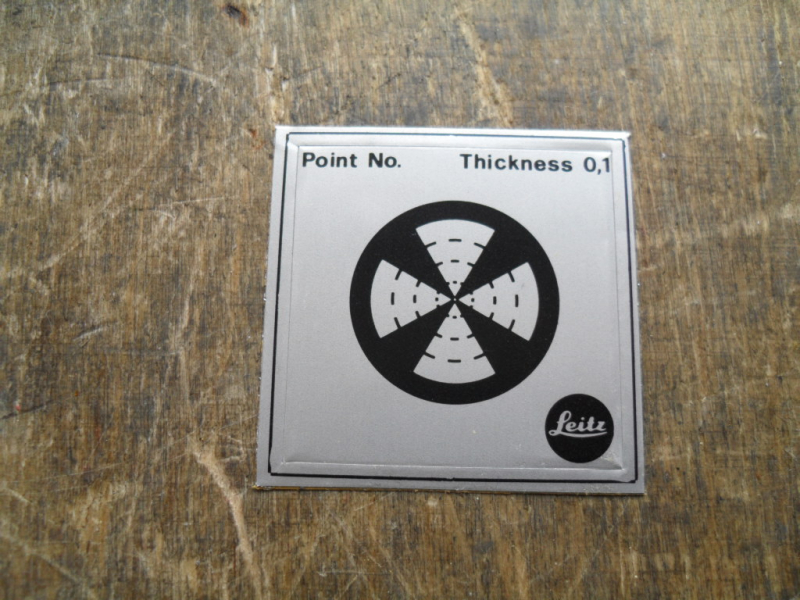 Point No. Thickness 0,1
Leitz